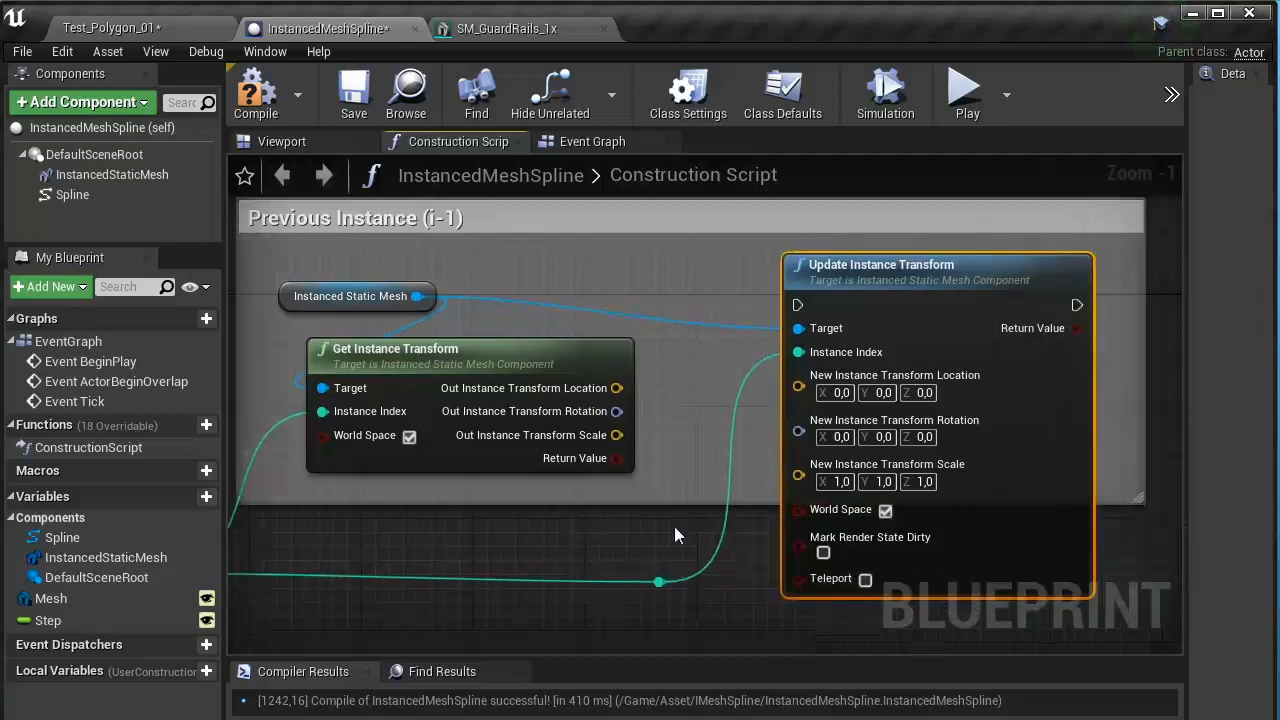 Test_Polygon_01*
InstancedMeshSpline*
SM_GuardRails_1x
File Edit Asset View Debug Window Help
Parent class: Actor
Components
+Add Component
Searc
InstancedMeshSpline (self)
DefaultSceneRoot
InstancedStaticMesh
Spline
My Blueprint
+Add New
Search
Graphs
EventGraph
Event BeginPlay
Event ActorBeginOverlap
Event Tick
Functions (18 Overridable)
ConstructionScript
Macros
Variables
Components
Spline
InstancedStaticMesh
DefaultSceneRoot
Mesh
Step
Event Dispatchers
Local Variables (UserConstruction
Compile Save Browse Find Hide Unrelated Class Settings Class Defaults Simulation Play
Deta
Viewport
Construction Scrip
Event Graph
InstancedMeshSpline > Construction Script
Zoom -1
Previous Instance (i-1)
Instanced Static Mesh
Get Instance Transform
Target is Instanced Static Mesh Component
Target Out Instance Transform Location
Instance Index Out Instance Transform Rotation
World Space Out Instance Transform Scale
Return Value
Update Instance Transform
Target is Instanced Static Mesh Component
Target Return Value
Instance Index
New Instance Transform Location
X 0,0 Y 0,0 Z 0,0
New Instance Transform Rotation
X 0,0 Y 0,0 Z 0,0
New Instance Transform Scale
X 1,0 Y 1,0 Z 1,0
World Space
Mark Render State Dirty
Teleport
BLUEPRINT
Compiler Results
Find Results
[1242,16] Compile of InstancedMeshSpline successful! [in 410 ms] (/Game/Asset/IMeshSpline/InstancedMeshSpline.InstancedMeshSpline)